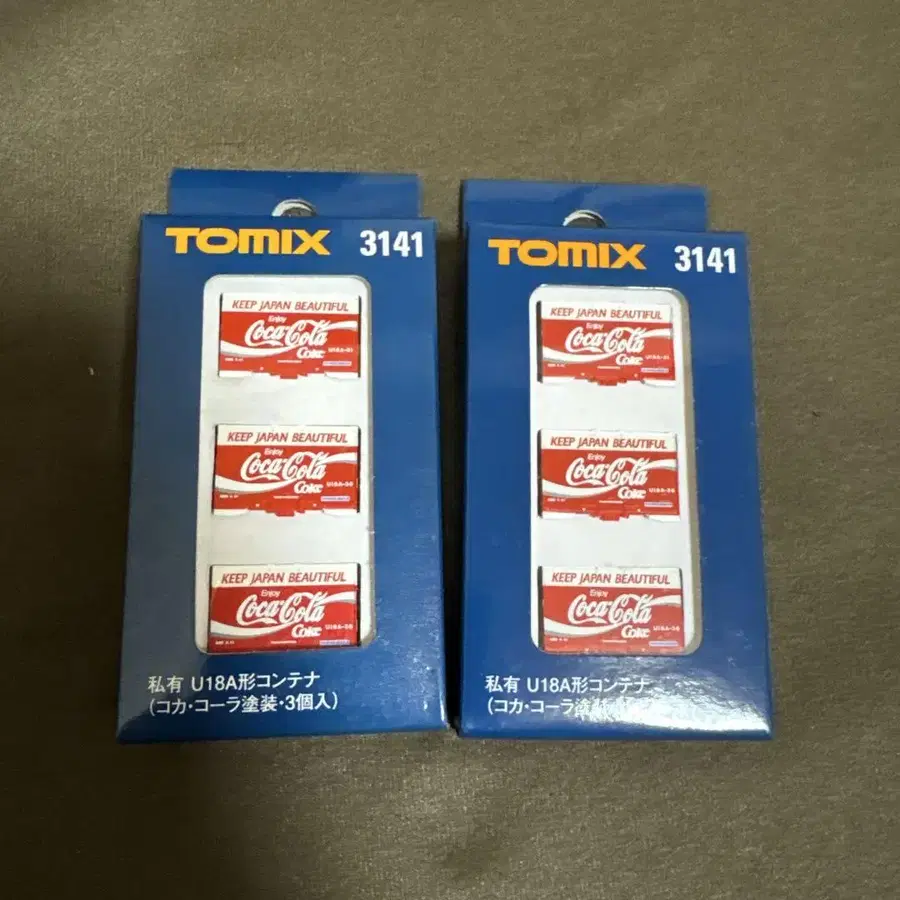 TOMIX 3141
KEEP JAPAN BEAUTIFUL
Enjoy
Coca-Cola
Coke
KEEP JAPAN BEAUTIFUL
Enjoy
Coca-Cola
Coke
KEEP JAPAN BEAUTIFUL
Enjoy
Coca-Cola
Coke
私有 U18A形コンテナ
(コカ・コーラ塗装・3個入)
TOMIX 3141
KEEP JAPAN BEAUTIFUL
Enjoy
Coca-Cola
Coke
KEEP JAPAN BEAUTIFUL
Enjoy
Coca-Cola
Coke
KEEP JAPAN BEAUTIFUL
Enjoy
Coca-Cola
Coke
私有 U18A形コンテナ
(コカ・コーラ塗装